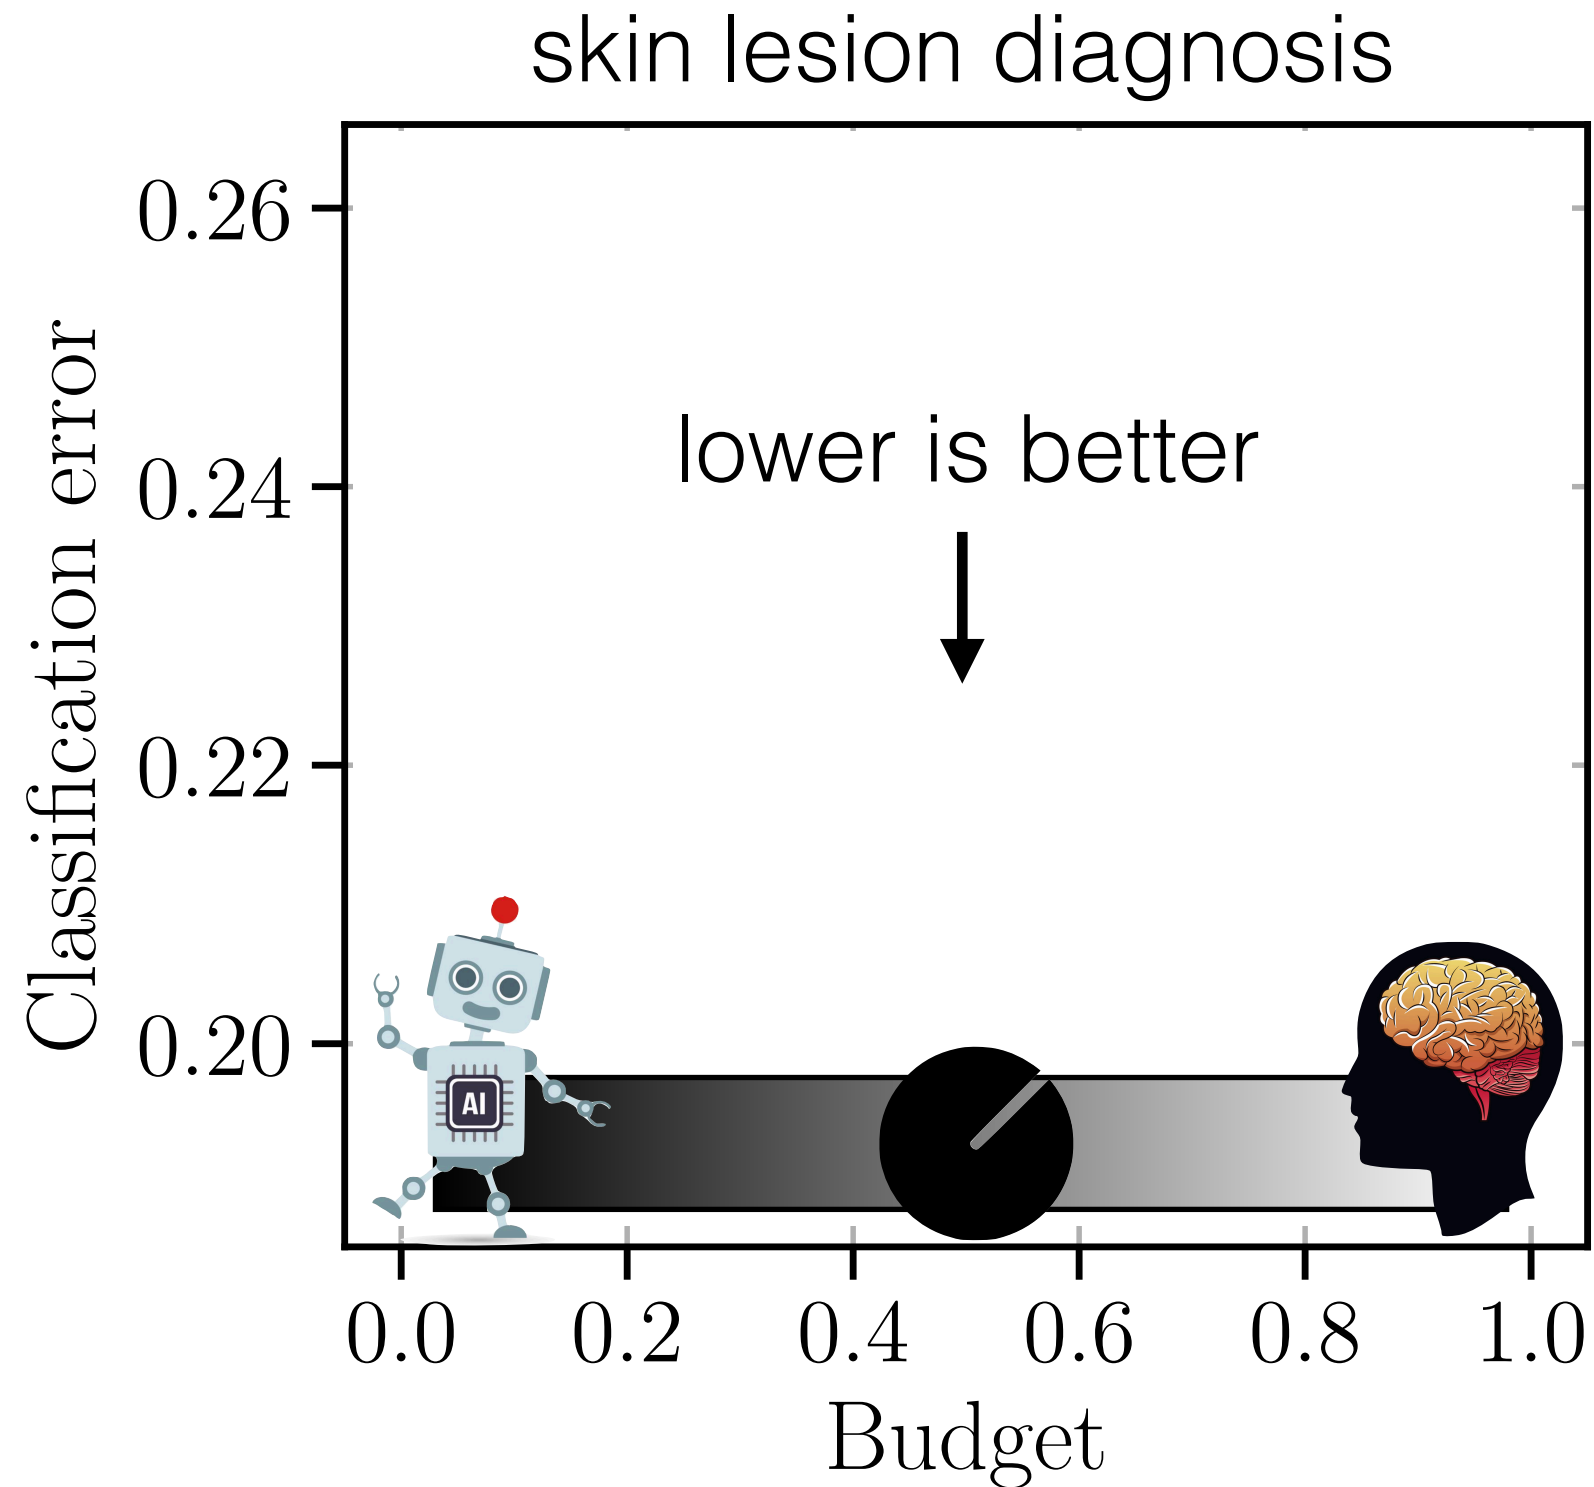 skin lesion diagnosis
0.26
0.24
0.22
0.20
Classification error
lower is better
AI
0.0 0.2 0.4 0.6 0.8 1.0
Budget